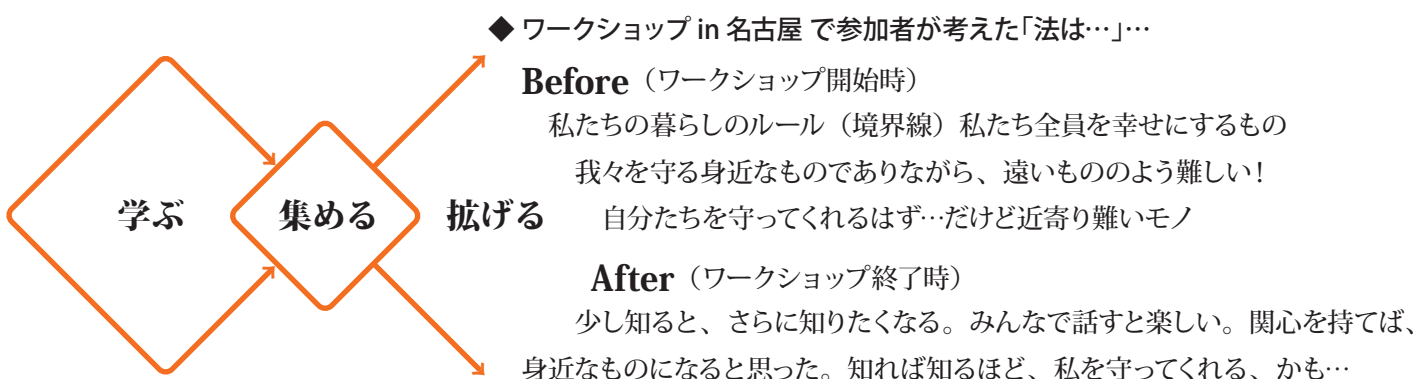 ◆ ワークショップ in 名古屋 で参加者が考えた「法は…」…
Before（ワークショップ開始時）
私たちの暮らしのルール（境界線）私たち全員を幸せにするもの
我々を守る身近なものでありながら、遠いもののよう難しい！
学ぶ 集める 拡げる 自分たちを守ってくれるはず…だけど近寄り難いモノ
After（ワークショップ終了時）
少し知ると、さらに知りたくなる。みんなで話すと楽しい。関心を持てば、
身近なものになると思った。知れば知るほど、私を守ってくれる、かも…